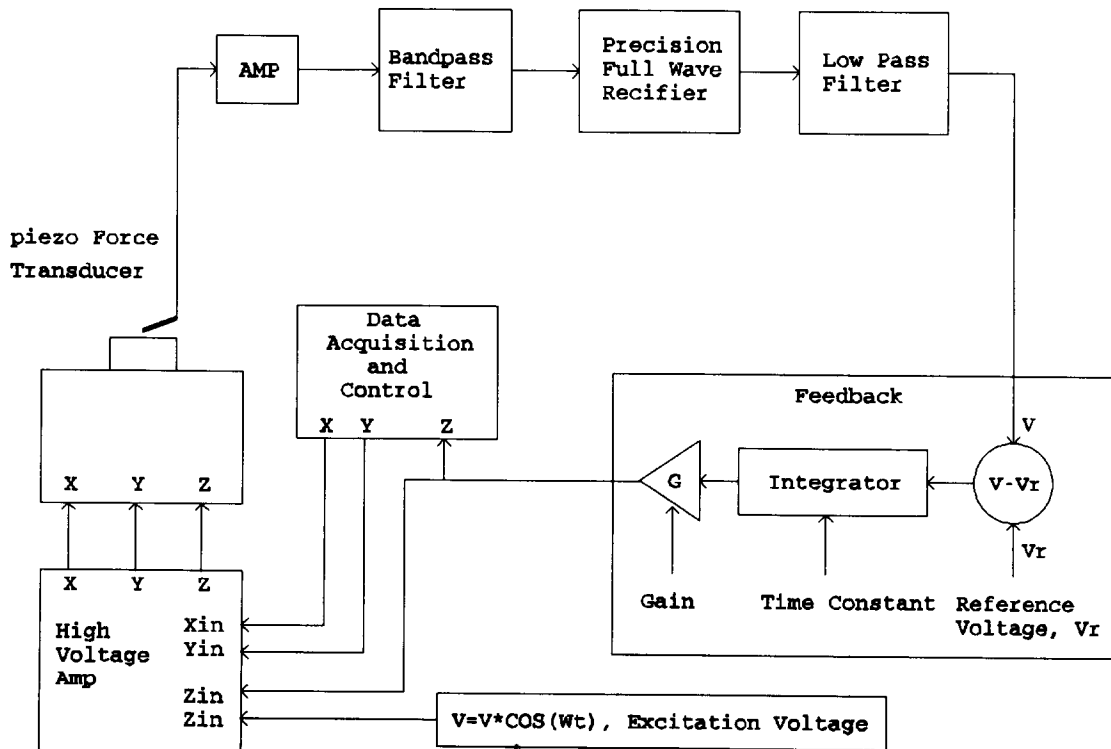 AMP
Bandpass
Filter
Precision
Full Wave
Recifier
Low Pass
Filter
piezo Force
Transducer
Data
Acquisition
and
Control
X Y Z
Feedback
V
V-Vr
Integrator
G
Vr
Gain
Time Constant
Reference
Voltage, Vr
X Y Z
X Y Z
High
Voltage
Amp
Xin
Yin
Zin
Zin
V=V*COS(Wt), Excitation Voltage